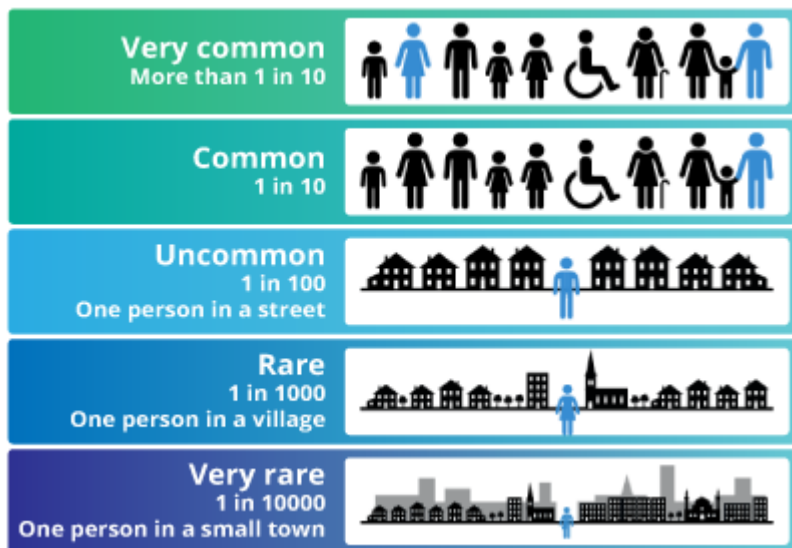 Very common
More than 1 in 10
Common
1 in 10
Uncommon
1 in 100
One person in a street
Rare
1 in 1000
One person in a village
Very rare
1 in 10000
One person in a small town